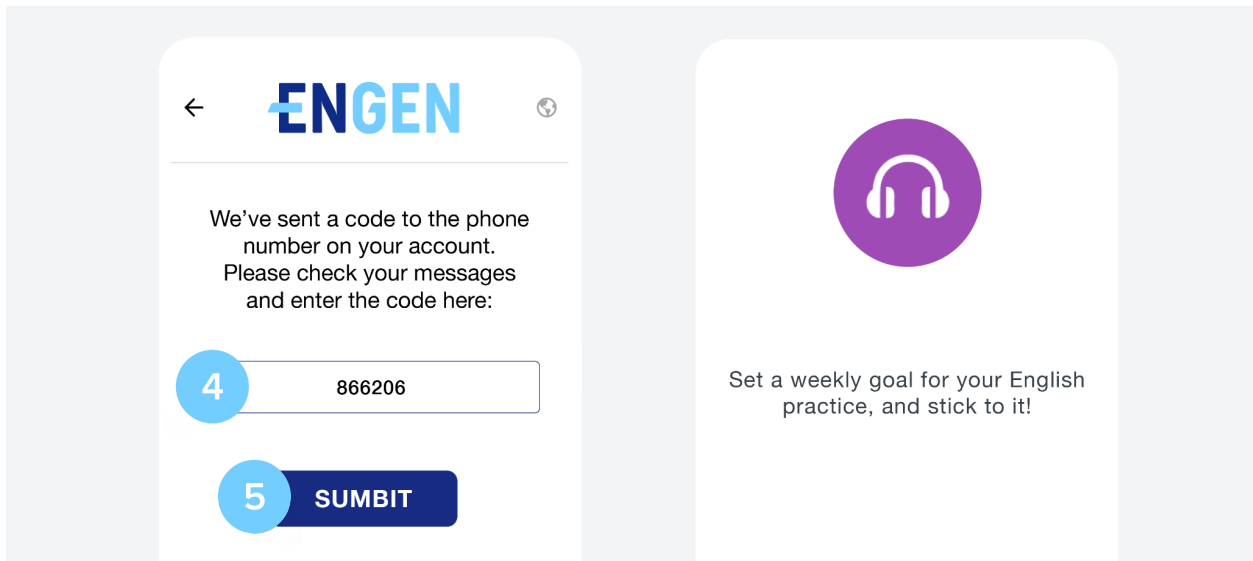 ENGEN
We’ve sent a code to the phone
number on your account.
Please check your messages
and enter the code here:
4
866206
5
SUMBIT
Set a weekly goal for your English
practice, and stick to it!